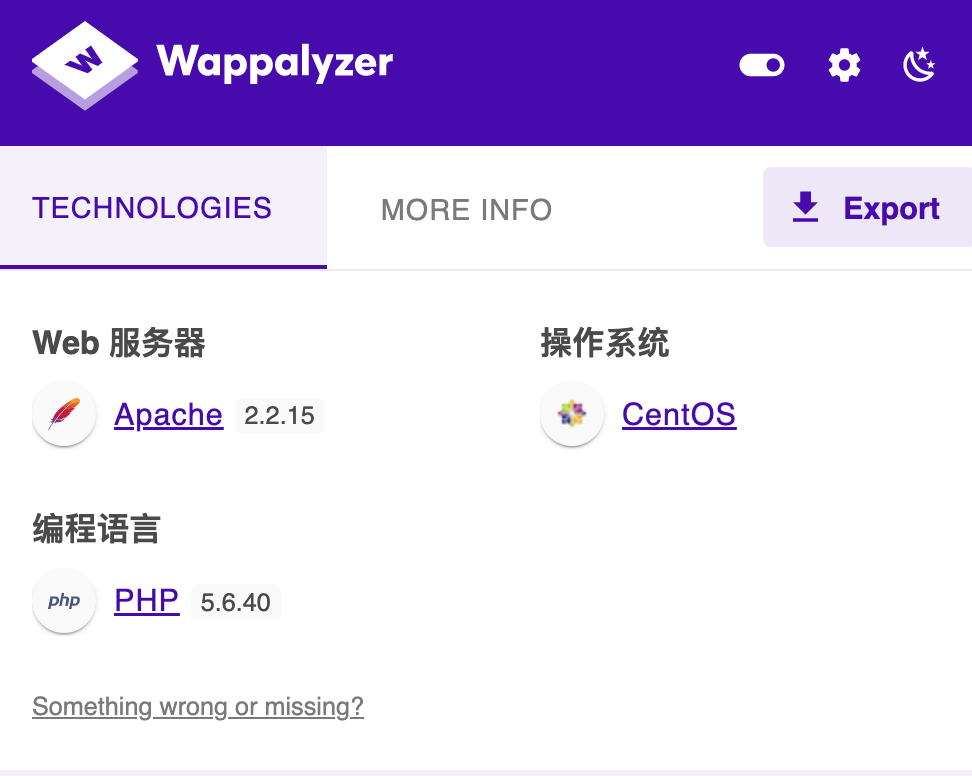 Wappalyzer
TECHNOLOGIES
MORE INFO
Export
Web 服务器
Apache 2.2.15
操作系统
CentOS
编程语言
php PHP 5.6.40
Something wrong or missing?